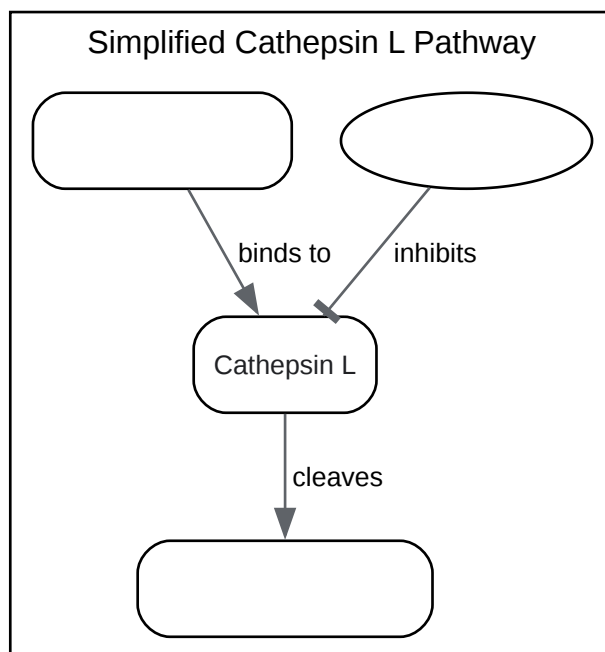 Simplified Cathepsin L Pathway
binds to
inhibits
Cathepsin L
cleaves